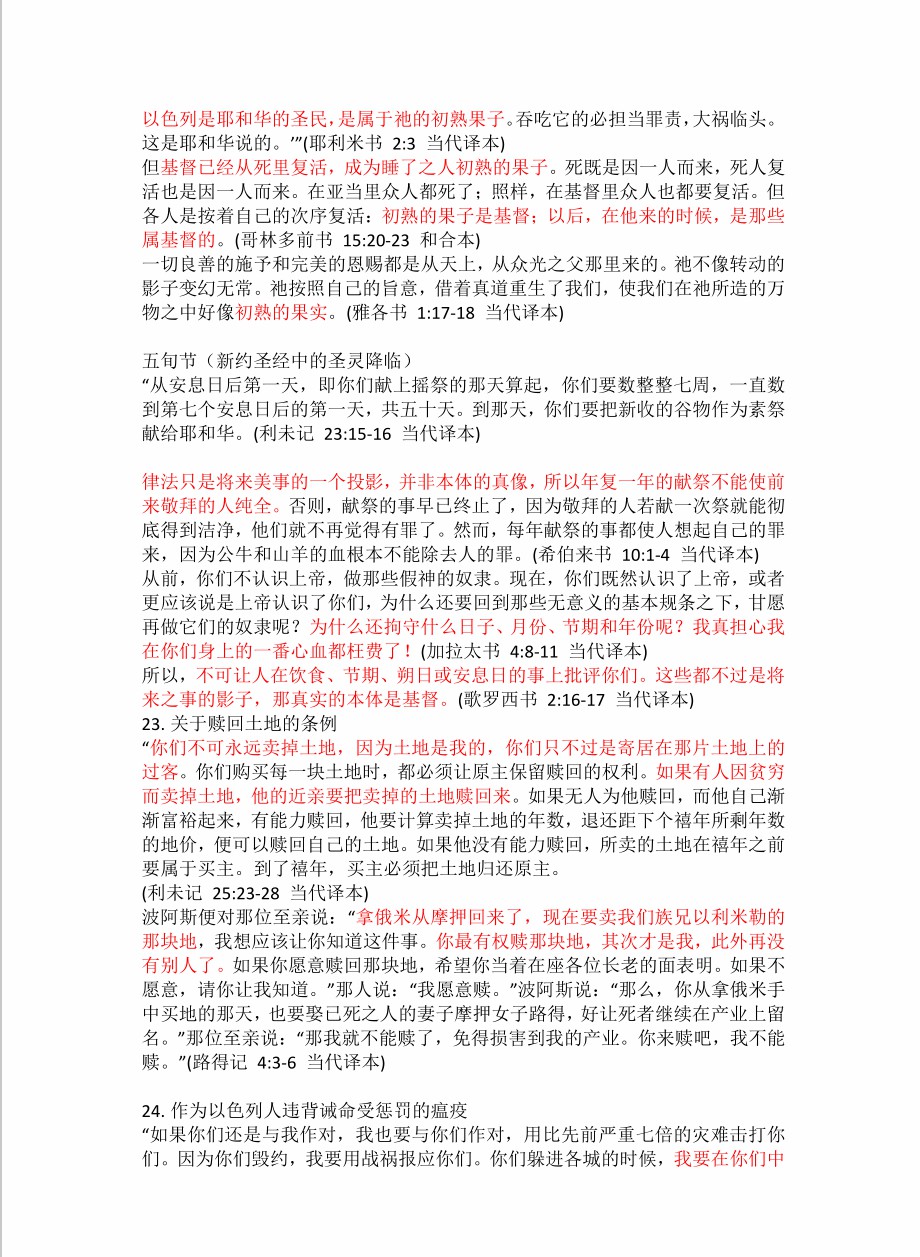 以色列是耶和华的圣民，是属于祂的初熟果子。吞吃它的必担当罪责，大祸临头。
这是耶和华说的。’”(耶利米书 2:3 当代译本)
但基督已经从死里复活，成为睡了之人初熟的果子。死既是因一人而来，死人复
活也是因一人而来。在亚当里众人都死了；照样，在基督里众人也都要复活。但
各人是按着自己的次序复活：初熟的果子是基督；以后，在他来的时候，是那些
属基督的。(哥林多前书 15:20-23 和合本)
一切良善的施予和完美的恩赐都是从天上，从众光之父那里来的。祂不像转动的
影子变幻无常。祂按照自己的旨意，借着真道重生了我们，使我们在祂所造的万
物之中好像初熟的果实。(雅各书 1:17-18 当代译本)
五旬节（新约圣经中的圣灵降临）
“从安息日后第一天，即你们献上摇祭的那天算起，你们要数整整七周，一直数
到第七个安息日后的第一天，共五十天。到那天，你们要把新收的谷物作为素祭
献给耶和华。(利未记 23:15-16 当代译本)
律法只是将来美事的一个投影，并非本体的真像，所以年复一年的献祭不能使前
来敬拜的人纯全。否则，献祭的事早已终止了，因为敬拜的人若献一次祭就能彻
底得到洁净，他们就不再觉得有罪了。然而，每年献祭的事都使人想起自己的罪
来，因为公牛和山羊的血根本不能除去人的罪。(希伯来书 10:1-4 当代译本)
从前，你们不认识上帝，做那些假神的奴隶。现在，你们既然认识了上帝，或者
更应该说是上帝认识了你们，为什么还要回到那些无意义的基本规条之下，甘愿
再做它们的奴隶呢？为什么还拘守什么日子、月份、节期和年份呢？我真担心我
在你们身上的一番心血都枉费了！(加拉太书 4:8-11 当代译本)
所以，不可让人在饮食、节期、朔日或安息日的事上批评你们。这些都不过是将
来之事的影子，那真实的本体是基督。(歌罗西书 2:16-17 当代译本)
23. 关于赎回土地的条例
“你们不可永远卖掉土地，因为土地是我的，你们只不过是寄居在那片土地上的
过客。你们购买每一块土地时，都必须让原主保留赎回的权利。如果有人因贫穷
而卖掉土地，他的近亲要把卖掉的土地赎回来。如果无人为他赎回，而他自己渐
渐富裕起来，有能力赎回，他要计算卖掉土地的年数，退还距下个禧年所剩年数
的地价，便可以赎回自己的土地。如果他没有能力赎回，所卖的土地在禧年之前
要属于买主。到了禧年，买主必须把土地归还原主。
(利未记 25:23-28 当代译本)
波阿斯便对那位至亲说：“拿俄米从摩押回来了，现在要卖我们族兄以利米勒的
那块地，我想应该让你知道这件事。你最有权赎那块地，其次才是我，此外再没
有别人了。如果你愿意赎回那块地，希望你当着在座各位长老的面表明。如果不
愿意，请你让我知道。”那人说：“我愿意赎。”波阿斯说：“那么，你从拿俄米手
中买地的那天，也要娶已死之人的妻子摩押女子路得，好让死者继续在产业上留
名。”那位至亲说：“那我就不能赎了，免得损害到我的产业。你来赎吧，我不能
赎。”(路得记 4:3-6 当代译本)
24. 作为以色列人违背诫命受惩罚的瘟疫
“如果你们还是与我作对，我也要与你们作对，用比先前严重七倍的灾难击打你
们。因为你们毁约，我要用战祸报应你们。你们躲进各城的时候，我要在你们中